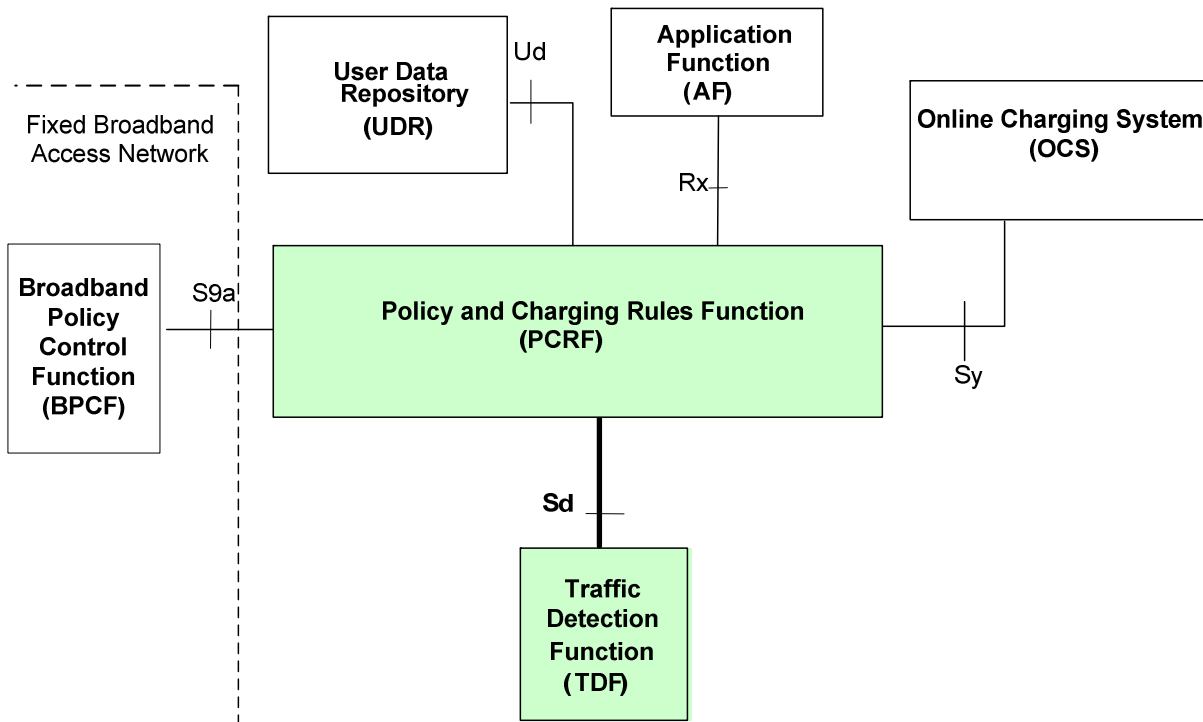 Ud
User Data
Repository
(UDR)
Application
Function
(AF)
Online Charging System
(OCS)
Fixed Broadband
Access Network
Rx
Broadband
Policy
Control
Function
(BPCF)
S9a
Policy and Charging Rules Function
(PCRF)
Sy
Sd
Traffic
Detection
Function
(TDF)